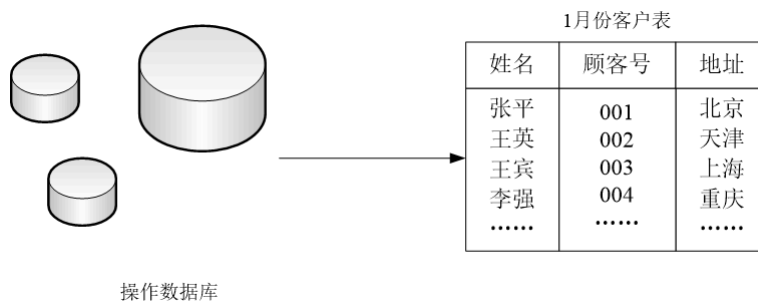 1月份客户表
姓名 顾客号 地址
张平 001 北京
王英 002 天津
王宾 003 上海
李强 004 重庆
…… …… ……
操作数据库